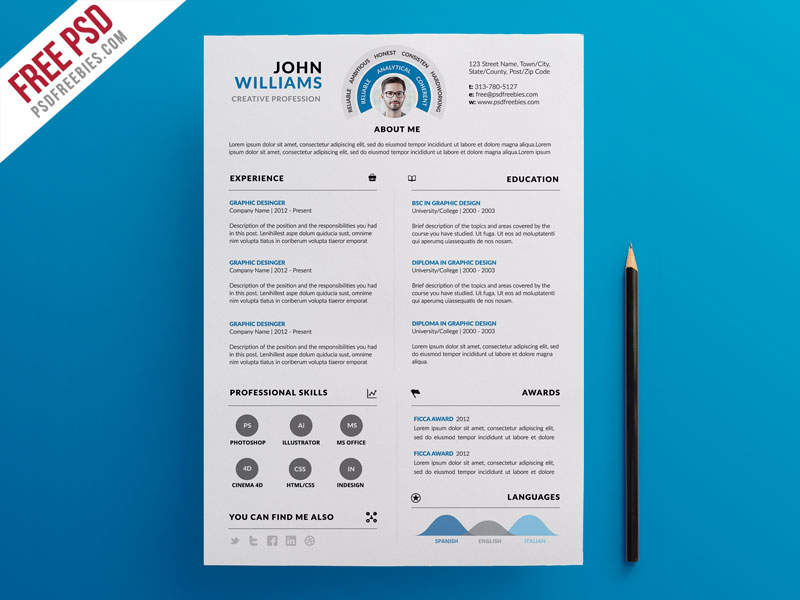 FREE PSD
PSDFREEBIES.COM
JOHN
WILLIAMS
CREATIVE PROFESSION
RELIABLE AMBITIOUS HONEST CONSISTEN HARDWORKING
RELIABLE ANALYTICAL COHERENT
123 Street Name, Town/City,
State/County, Post/Zip Code
t: 313-780-5127
e: free@psdfreebies.com
w: www.psdfreebies.com
ABOUT ME
Lorem ipsum dolor sit amet, consectetur adipiscing elit, sed do eiusmod tempor incididunt ut labore et dolore magna aliqua.Lorem
ipsum dolor sit amet, consectetur adipiscing elit, sed do eiusmod tempor incididunt ut labore et dolore magna aliqua.Lorem ipsom
EXPERIENCE
GRAPHIC DESINGER
Company Name | 2012 - Present
Description of the position and the responsibilities you had
in this post. Lenihillest aspe dolum quiducia sust, omnime
nim volupta tiatus in coriberum volupta tiaeror emporat
GRAPHIC DESINGER
Company Name | 2012 - Present
Description of the position and the responsibilities you had
in this post. Lenihillest aspe dolum quiducia sust, omnime
nim volupta tiatus in coriberum volupta tiaeror emporat
GRAPHIC DESINGER
Company Name | 2012 - Present
Description of the position and the responsibilities you had
in this post. Lenihillest aspe dolum quiducia sust, omnime
nim volupta tiatus in coriberum volupta tiaeror emporat
EDUCATION
BSC IN GRAPHIC DESIGN
University/College | 2000 - 2003
Brief description of the topics and areas covered by the
course you have studied. Ut fuga. Ut eos et autatentium
qui aperumq uiassequatis de nos nosam.
DIPLOMA IN GRAPHIC DESIGN
University/College | 2000 - 2003
Brief description of the topics and areas covered by the
course you have studied. Ut fuga. Ut eos et autatentium
qui aperumq uiassequatis de nos nosam.
DIPLOMA IN GRAPHIC DESIGN
University/College | 2000 - 2003
Lorem ipsum dolor sit amet, consectetur adipiscing elit,
sed do eiusmod tempor incididunt ut labore et dolore magna
aliqua.
PROFESSIONAL SKILLS
PS Ai MS
PHOTOSHOP ILLUSTRATOR MS OFFICE
4D CSS IN
CINEMA 4D HTML/CSS INDESIGN
YOU CAN FIND ME ALSO
AWARDS
FICCA AWARD 2012
Lorem ipsum dolor sit amet, consectetur adipiscing elit,
sed do tempor incididunt ut labore et dolore
FICCA AWARD 2012
Lorem ipsum dolor sit amet, consectetur adipiscing elit,
sed do tempor incididunt ut labore et dolore
LANGUAGES
SPANISH ENGLISH ITALIAN